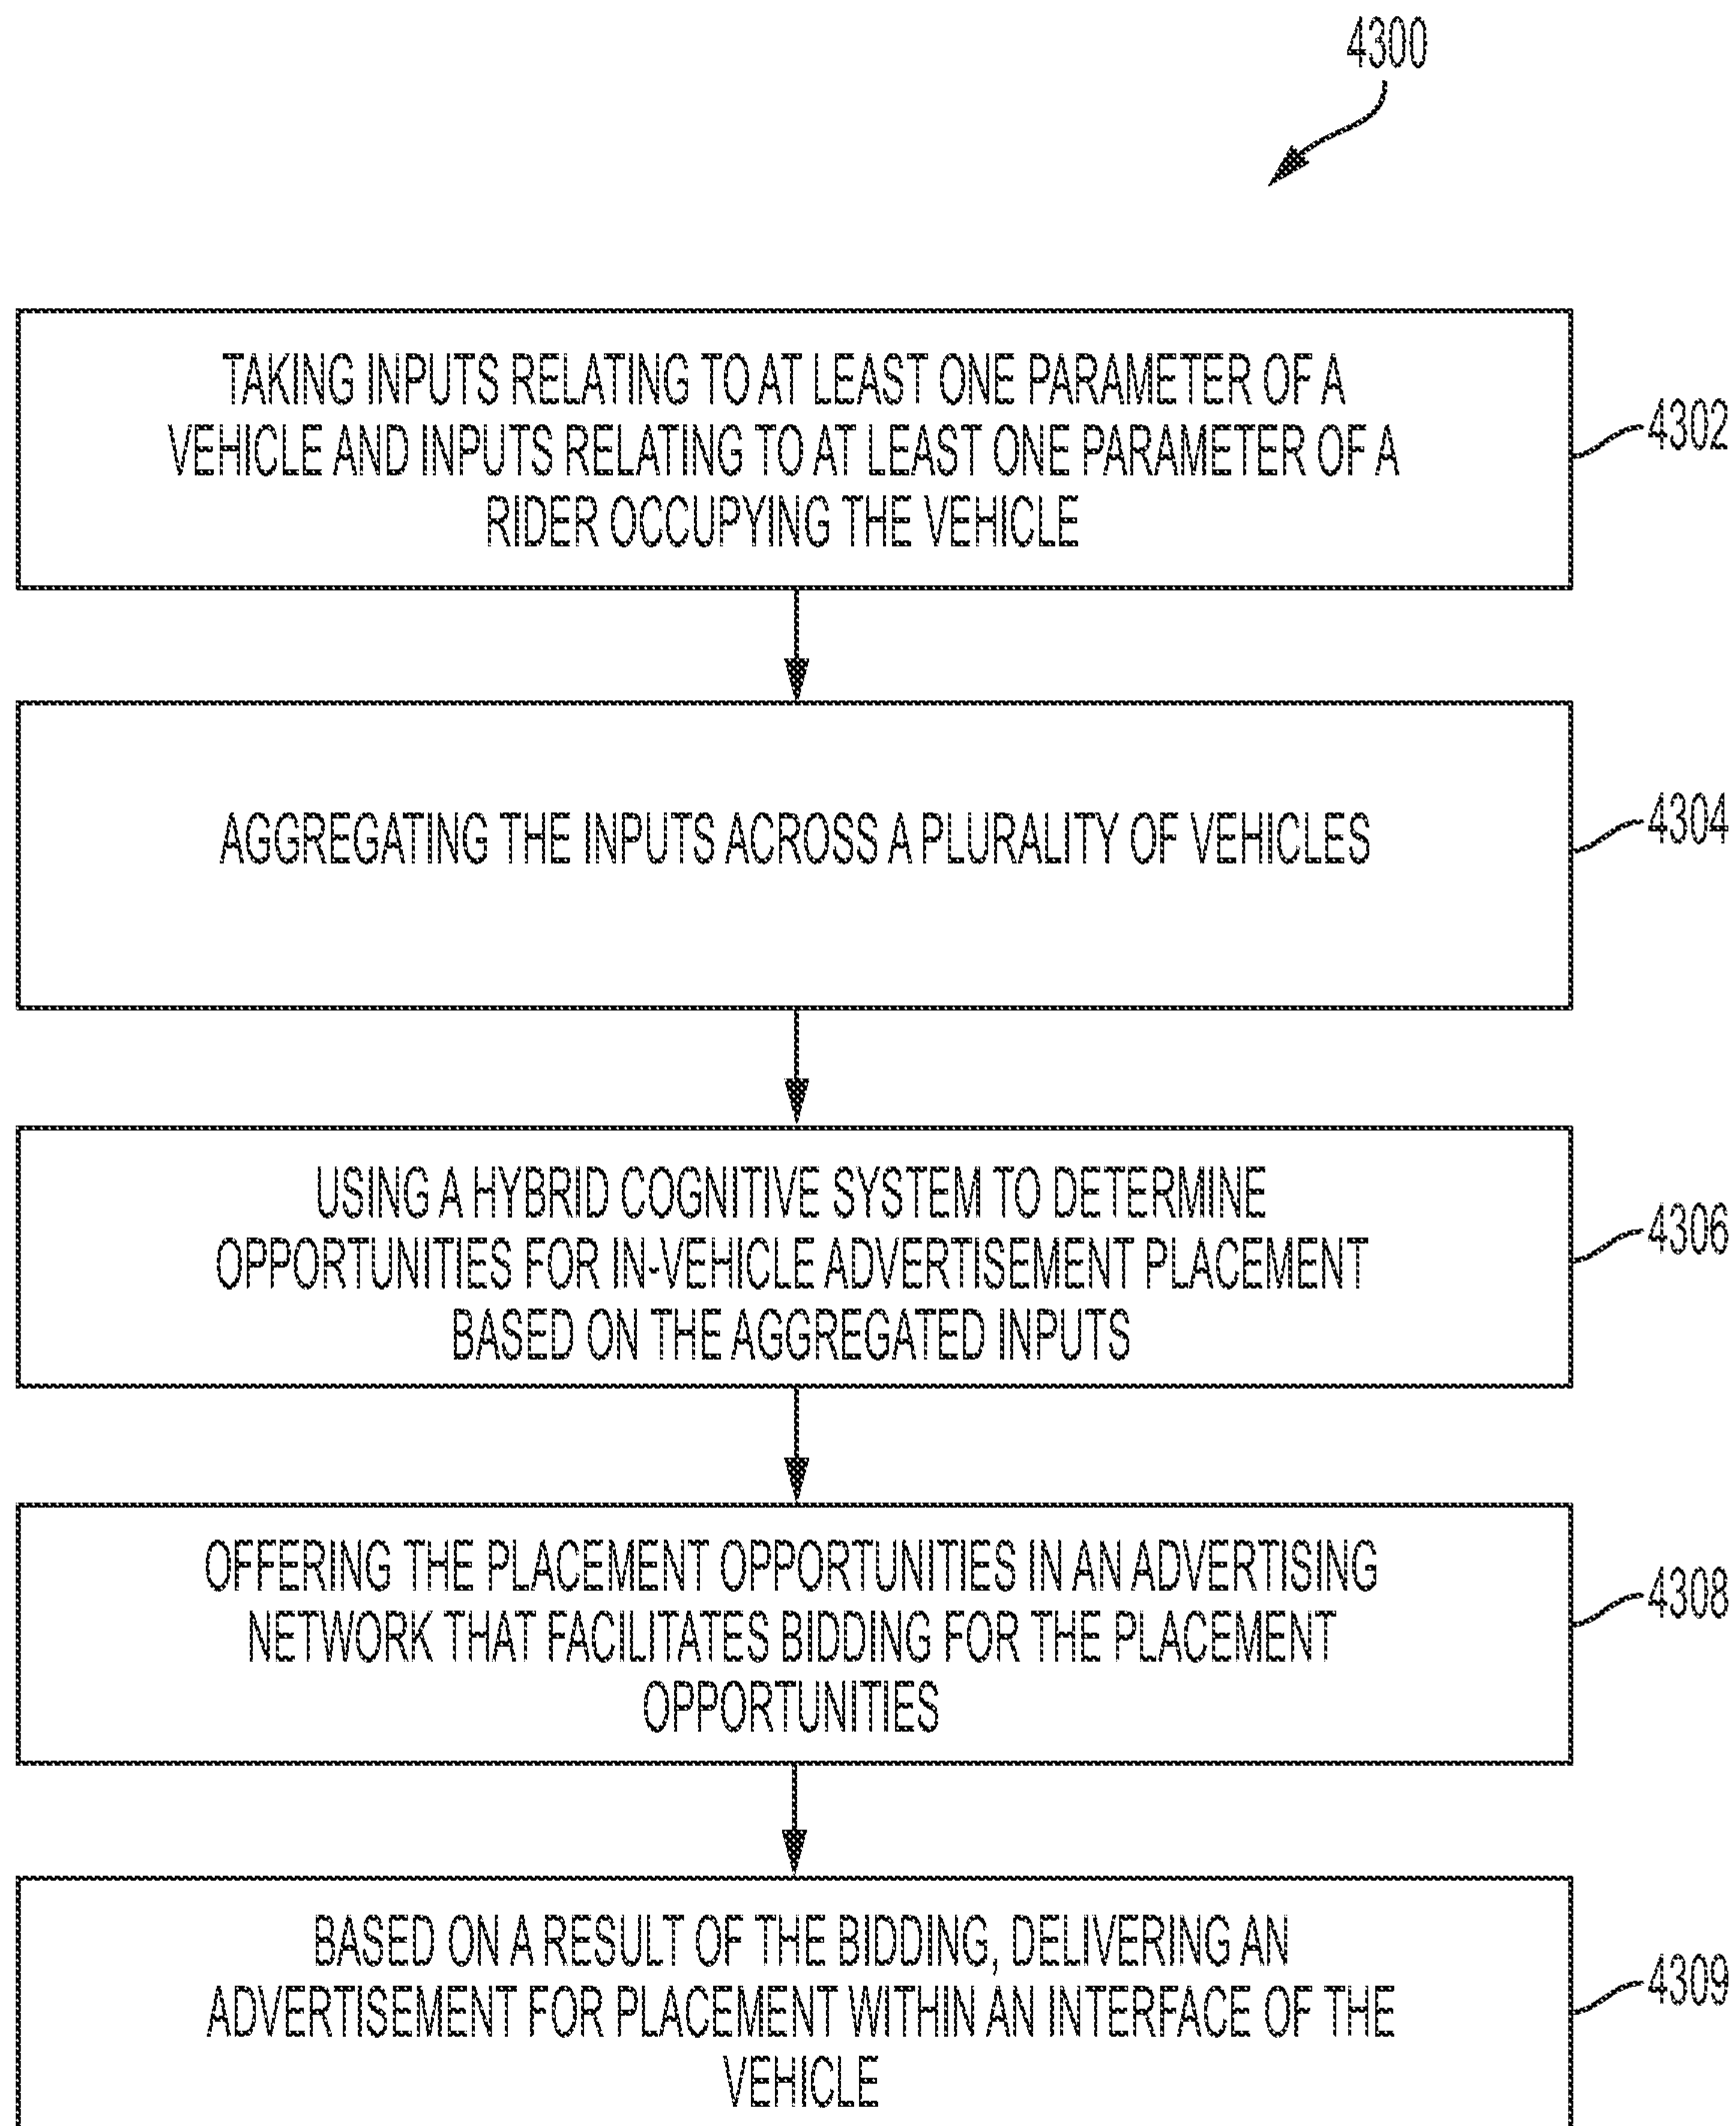 4300
TAKING INPUTS RELATING TO AT LEAST ONE PARAMETER OF A
VEHICLE AND INPUTS RELATING TO AT LEAST ONE PARAMETER OF A
RIDER OCCUPYING THE VEHICLE
4302
AGGREGATING THE INPUTS ACROSS A PLURALITY OF VEHICLES
4304
USING A HYBRID COGNITIVE SYSTEM TO DETERMINE
OPPORTUNITIES FOR IN-VEHICLE ADVERTISEMENT PLACEMENT
BASED ON THE AGGREGATED INPUTS
4306
OFFERING THE PLACEMENT OPPORTUNITIES IN AN ADVERTISING
NETWORK THAT FACILITATES BIDDING FOR THE PLACEMENT
OPPORTUNITIES
4308
BASED ON A RESULT OF THE BIDDING, DELIVERING AN
ADVERTISEMENT FOR PLACEMENT WITHIN AN INTERFACE OF THE
VEHICLE
4309